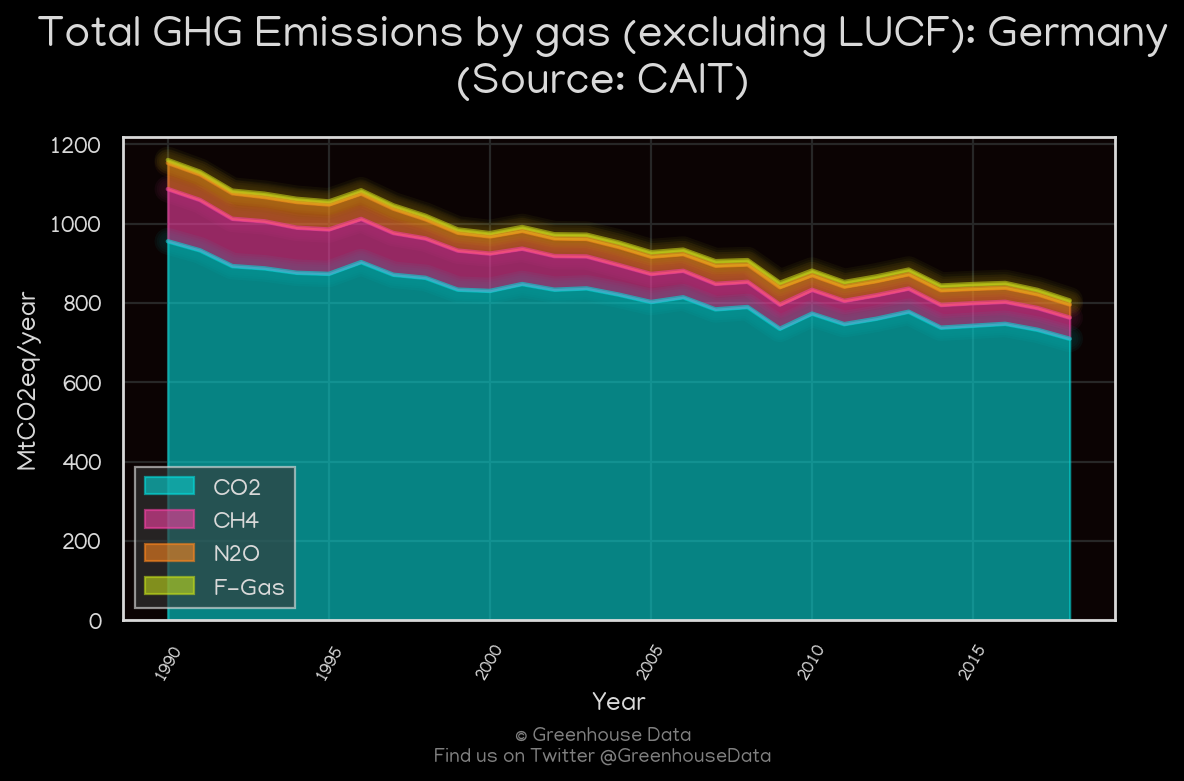 Total GHG Emissions by gas (excluding LUCF): Germany
(Source: CAIT)
1200
1000
800
600
400
200
0
MtCO2eq/year
CO2
CH4
N2O
F-Gas
1990
1995
2000
2005
2010
2015
Year
© Greenhouse Data
Find us on Twitter @GreenhouseData